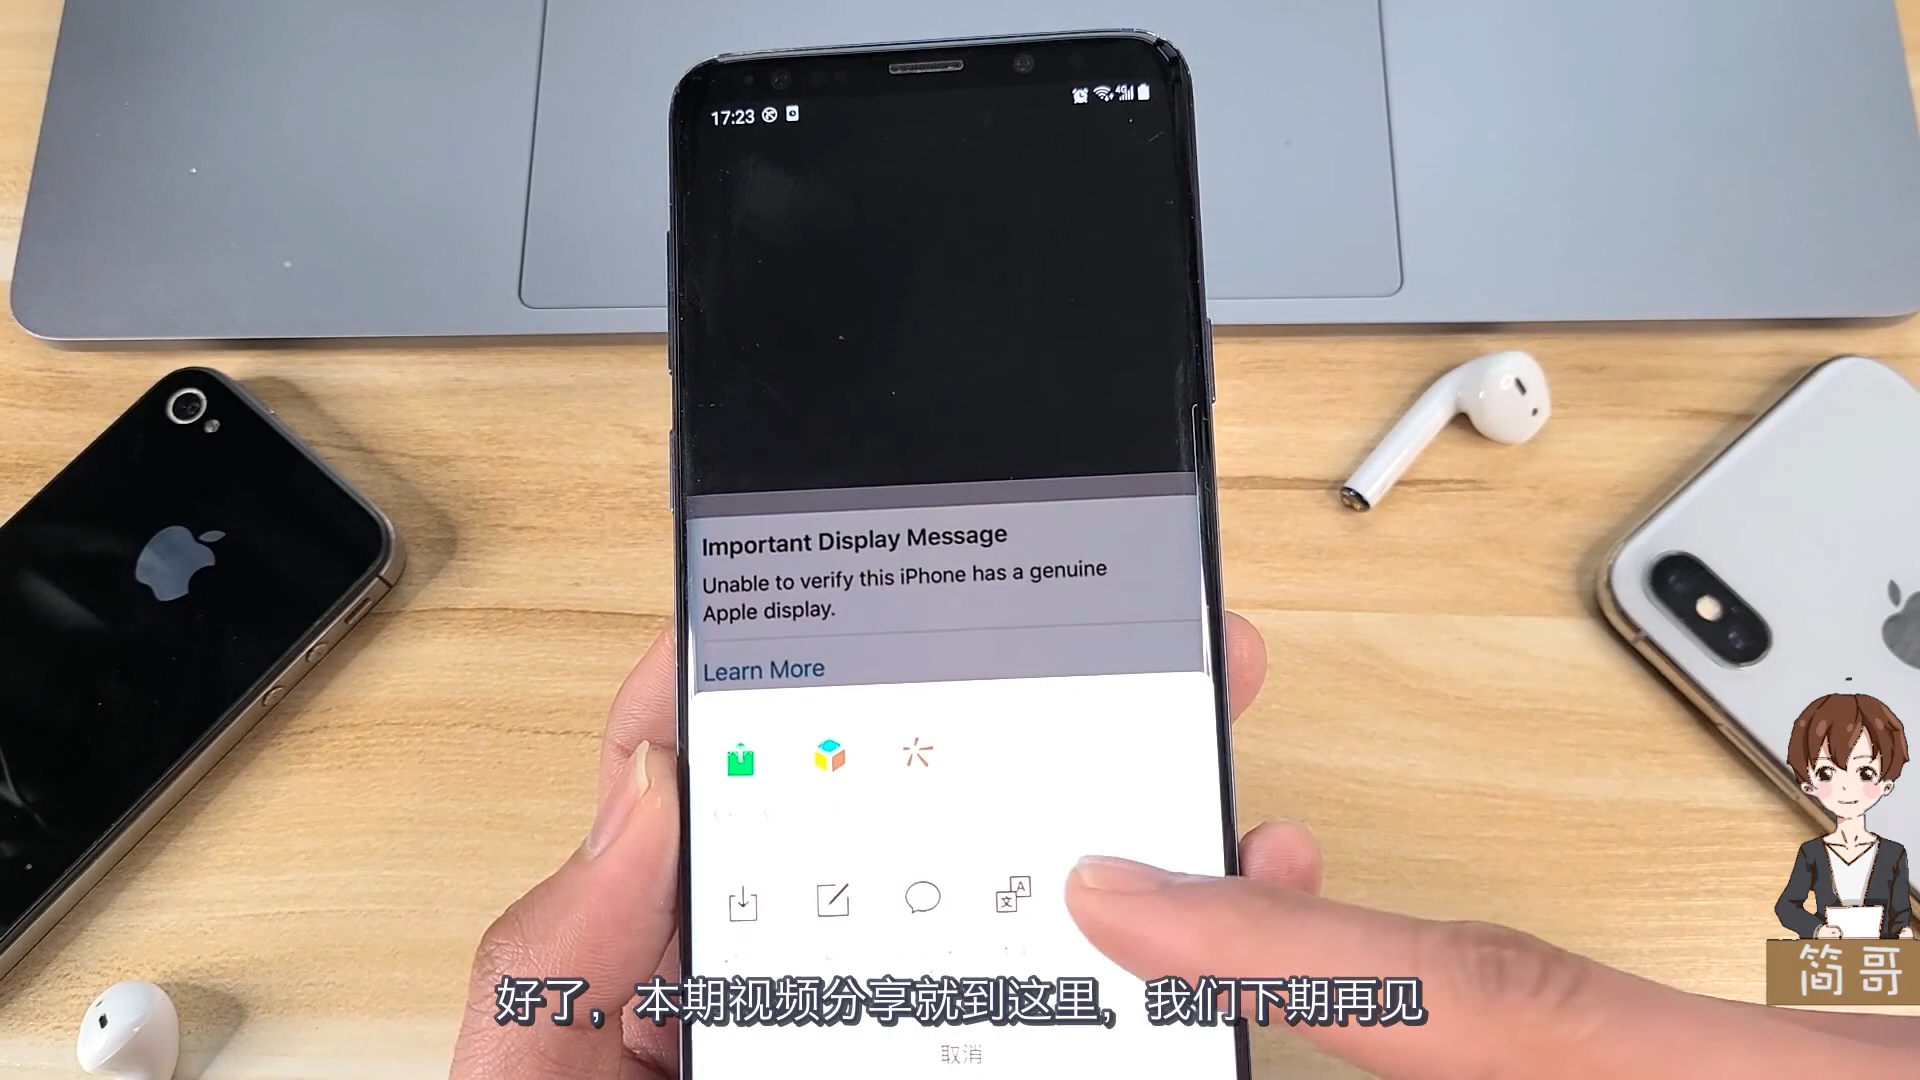 17:23
4G
Important Display Message
Unable to verify this iPhone has a genuine
Apple display.
Learn More
A
文
简哥
好了，本期视频分享就到这里，我们下期再见
取消